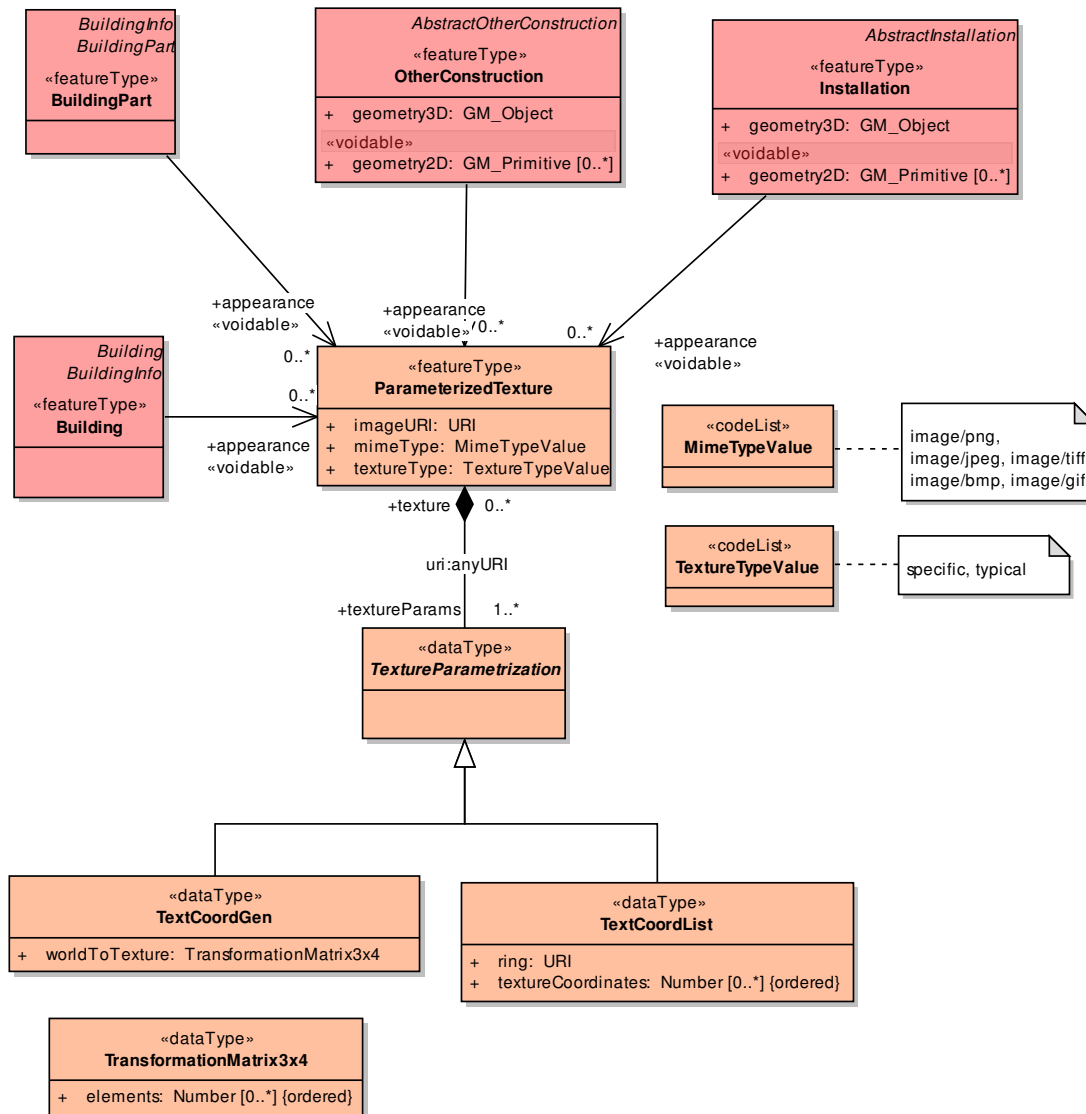 BuildingInfo
BuildingPart
«featureType»
BuildingPart
AbstractOtherConstruction
«featureType»
OtherConstruction
+ geometry3D: GM_Object
«voidable»
+ geometry2D: GM_Primitive [0..*]
AbstractInstallation
«featureType»
Installation
+ geometry3D: GM_Object
«voidable»
+ geometry2D: GM_Primitive [0..*]
+appearance
«voidable»
0..*
+appearance
«voidable»
0..*
+appearance
«voidable»
0..*
Building
BuildingInfo
«featureType»
Building
0..*
+appearance
«voidable»
«featureType»
ParameterizedTexture
+ imageURI: URI
+ mimeType: MimeTypeValue
+ textureType: TextureTypeValue
«codeList»
MimeTypeValue
image/png,
image/jpeg, image/tiff
image/bmp, image/gif
«codeList»
TextureTypeValue
specific, typical
+texture 0..*
uri:anyURI
+textureParams 1..*
«dataType»
TextureParametrization
«dataType»
TextCoordGen
+ worldToTexture: TransformationMatrix3x4
«dataType»
TextCoordList
+ ring: URI
+ textureCoordinates: Number [0..*] {ordered}
«dataType»
TransformationMatrix3x4
+ elements: Number [0..*] {ordered}